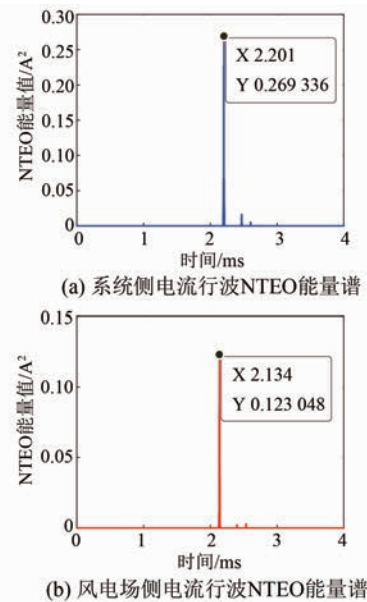 0.30
0.25
0.20
0.15
0.10
0.05
0
NTEO能量值/A²
X 2.201
Y 0.269 336
0 1 2 3 4
时间/ms
(a) 系统侧电流行波NTEO能量谱
0.15
0.10
0.05
0
NTEO能量值/A²
X 2.134
Y 0.123 048
0 1 2 3 4
时间/ms
(b) 风电场侧电流行波NTEO能量谱